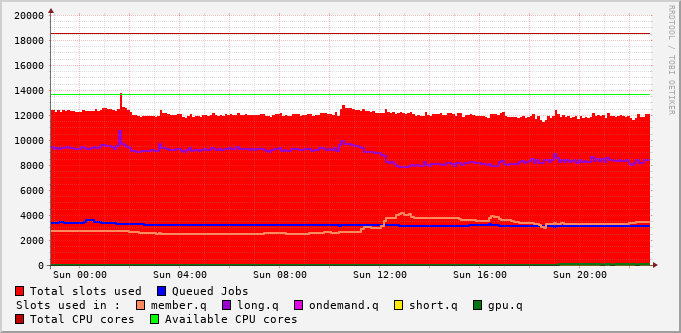 RRDTOOL / TOBI OETIKER
20000
18000
16000
14000
12000
10000
8000
6000
4000
2000
0
Sun 00:00 Sun 04:00 Sun 08:00 Sun 12:00 Sun 16:00 Sun 20:00
Total slots used Queued Jobs
Slots used in : member.q long.q ondemand.q short.q gpu.q
Total CPU cores Available CPU cores